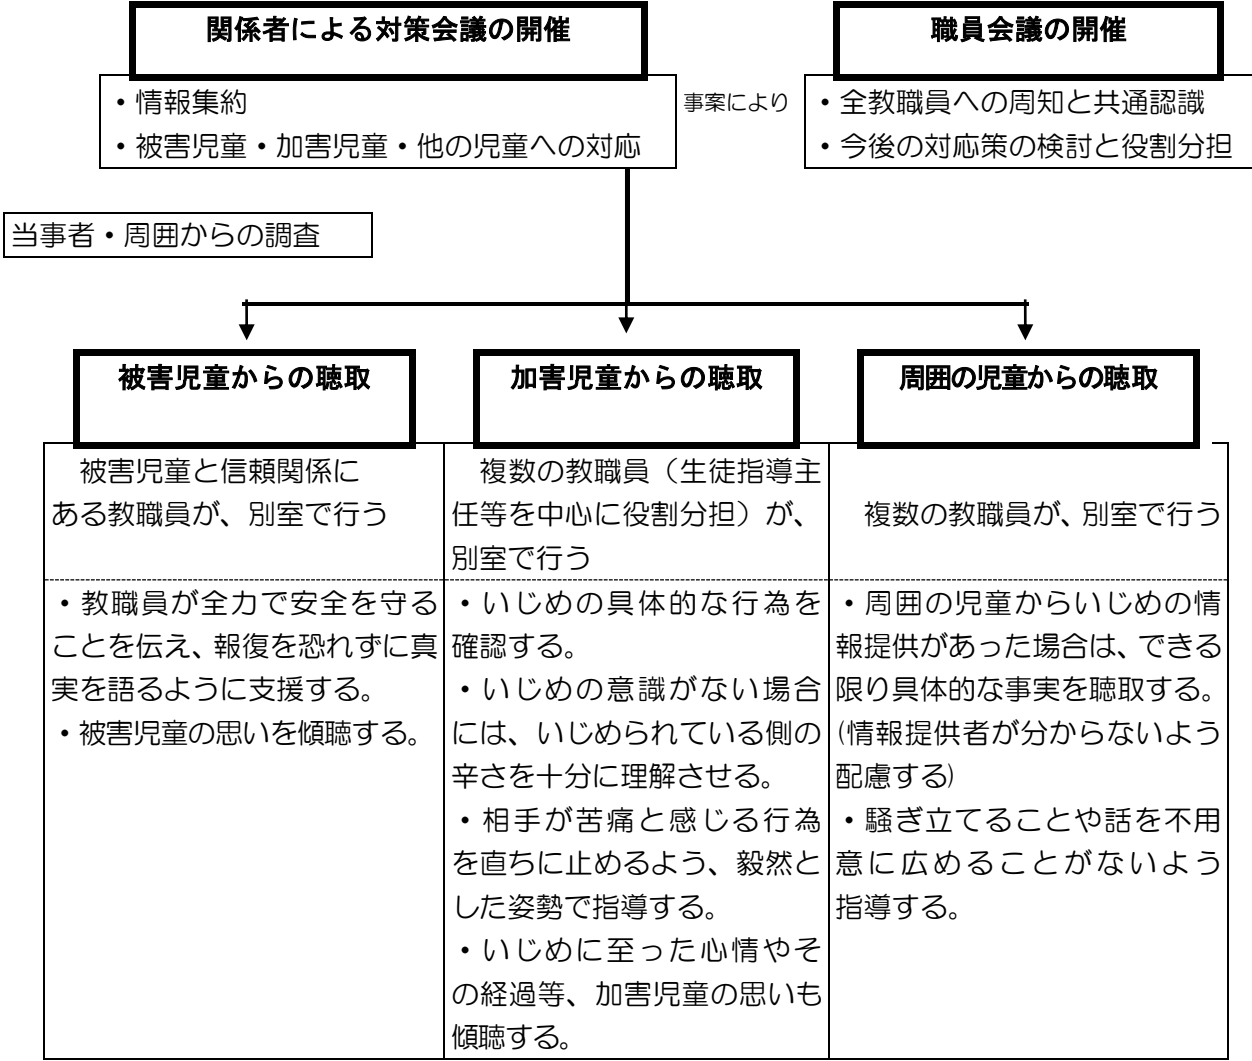 関係者による対策会議の開催
・情報集約
・被害児童・加害児童・他の児童への対応
事案により
職員会議の開催
・全教職員への周知と共通認識
・今後の対応策の検討と役割分担
当事者・周囲からの調査
被害児童からの聴取
被害児童と信頼関係に
ある教職員が、別室で行う
・教職員が全力で安全を守る
ことを伝え、報復を恐れずに真
実を語るように支援する。
・被害児童の思いを傾聴する。
加害児童からの聴取
複数の教職員（生徒指導主
任等を中心に役割分担）が、
別室で行う
・いじめの具体的な行為を
確認する。
・いじめの意識がない場合
には、いじめられている側の
辛さを十分に理解させる。
・相手が苦痛と感じる行為
を直ちに止めるよう、毅然と
した姿勢で指導する。
・いじめに至った心情やそ
の経過等、加害児童の思いも
傾聴する。
周囲の児童からの聴取
複数の教職員が、別室で行う
・周囲の児童からいじめの情
報提供があった場合は、できる
限り具体的な事実を聴取する。
(情報提供者が分からないよう
配慮する)
・騒ぎ立てることや話を不用
意に広めることがないよう
指導する。